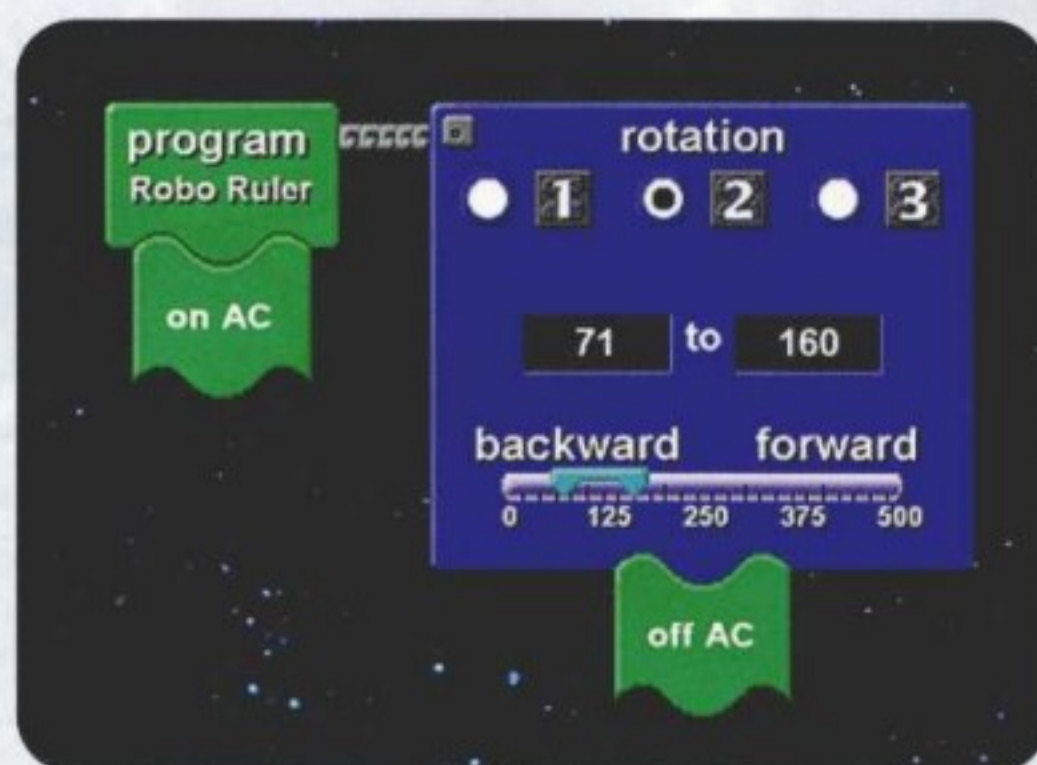 program
Robo Ruler
on AC
rotation
1 2 3
71 to 160
backward forward
0 125 250 375 500
off AC